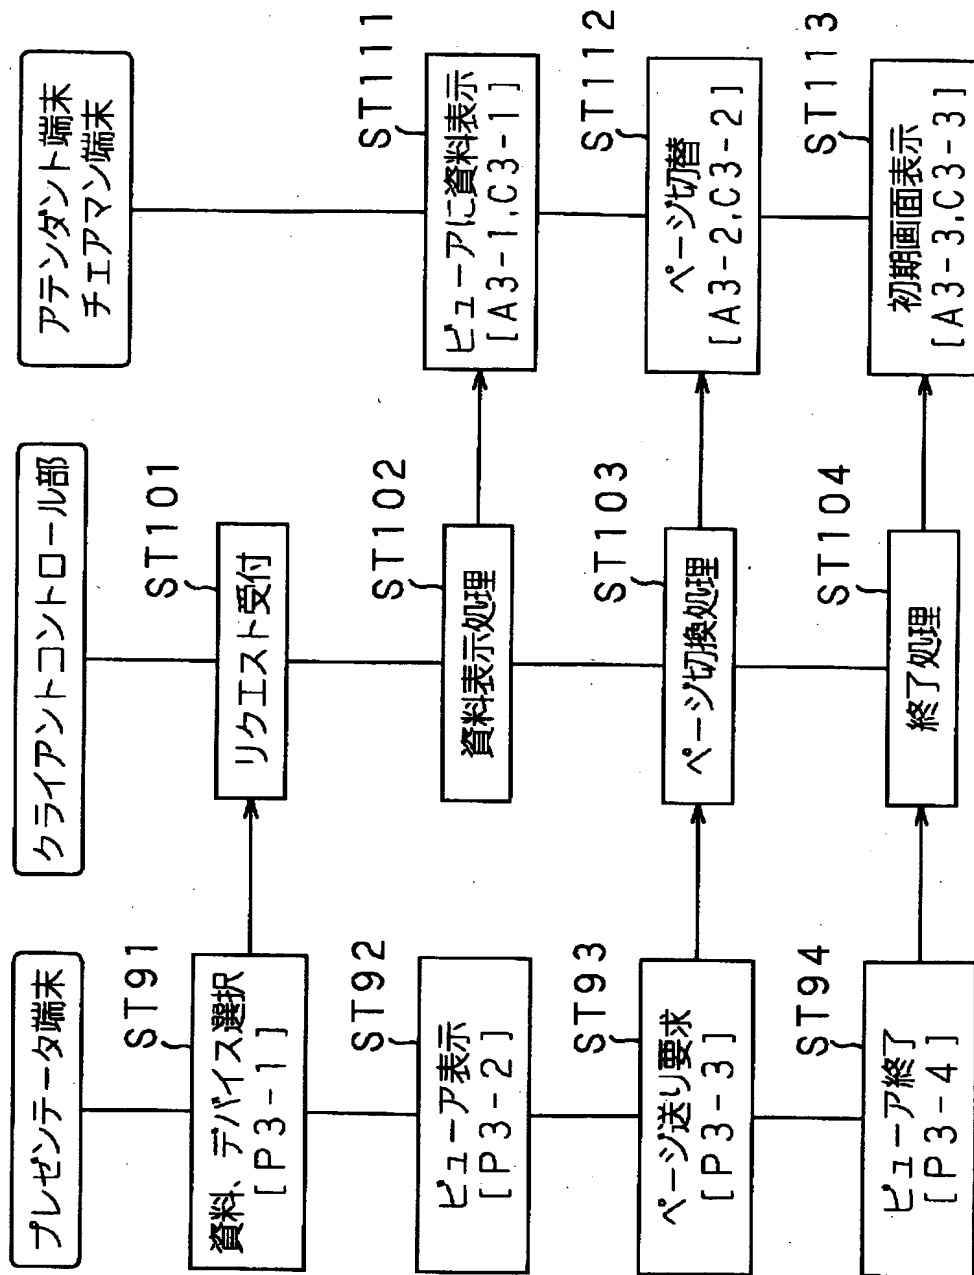 プレゼンテータ端末
ST91
資料、デバイス選択
[P3-1]
ST92
ビューア表示
[P3-2]
ST93
ページ送り要求
[P3-3]
ST94
ビューア終了
[P3-4]
クライアントコントロール部
ST101
リクエスト受付
ST102
資料表示処理
ST103
ページ切換処理
ST104
終了処理
アテンダント端末
チェアマン端末
ST111
ビューアに資料表示
[A3-1,C3-1]
ST112
ページ切替
[A3-2,C3-2]
ST113
初期画面表示
[A3-3,C3-3]